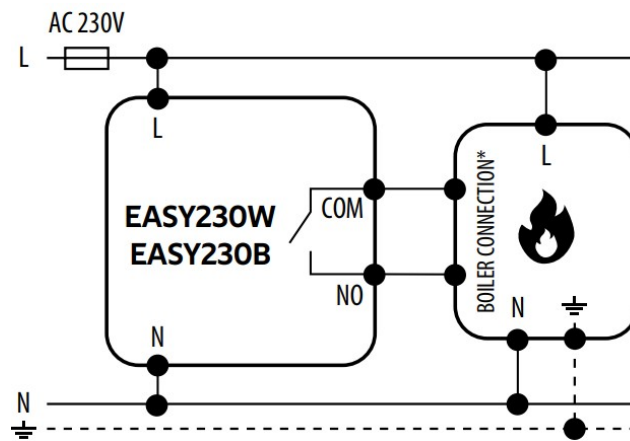 AC 230V
L
L
L
EASY230W
EASY230B
COM
NO
BOILER CONNECTION*
N
N
N